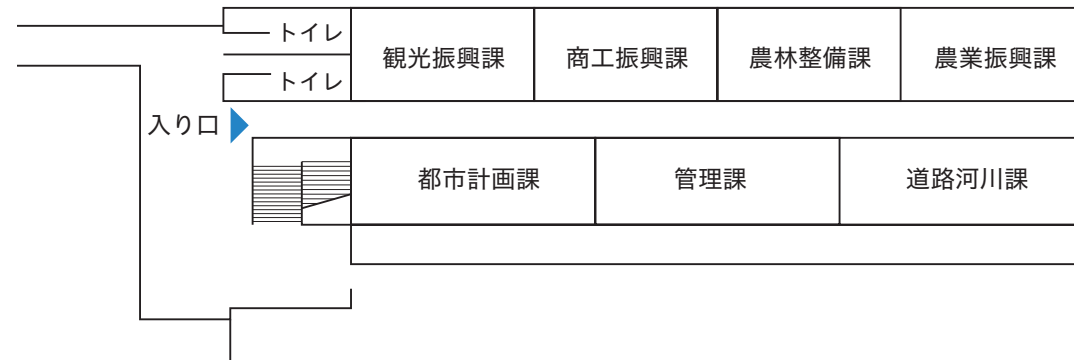 トイレ
観光振興課
商工振興課
農林整備課
農業振興課
トイレ
入り口
都市計画課
管理課
道路河川課